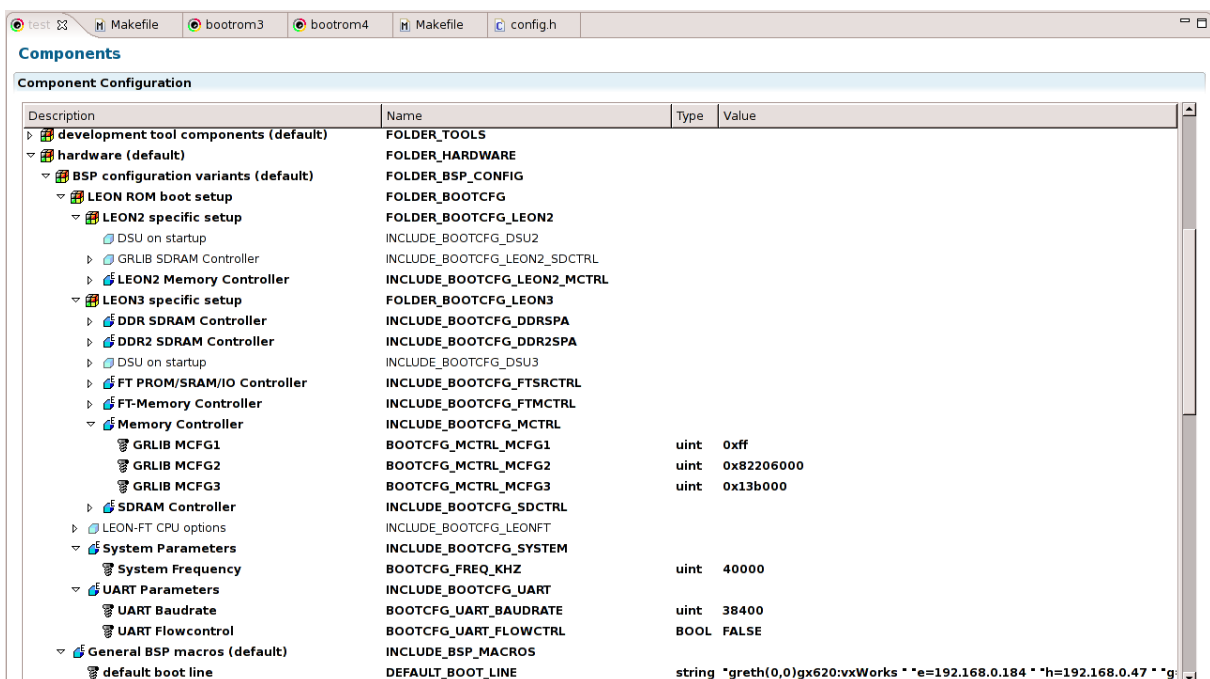 test Makefile bootrom3 bootrom4 Makefile config.h
Components
Component Configuration
Description Name Type Value
development tool components (default) FOLDER_TOOLS
hardware (default) FOLDER_HARDWARE
BSP configuration variants (default) FOLDER_BSP_CONFIG
LEON ROM boot setup FOLDER_BOOTCFG
LEON2 specific setup FOLDER_BOOTCFG_LEON2
DSU on startup INCLUDE_BOOTCFG_DSU2
GRLIB SDRAM Controller INCLUDE_BOOTCFG_LEON2_SDCTRL
LEON2 Memory Controller INCLUDE_BOOTCFG_LEON2_MCTRL
LEON3 specific setup FOLDER_BOOTCFG_LEON3
DDR SDRAM Controller INCLUDE_BOOTCFG_DDRSPA
DDR2 SDRAM Controller INCLUDE_BOOTCFG_DDR2SPA
DSU on startup INCLUDE_BOOTCFG_DSU3
FT PROM/SRAM/IO Controller INCLUDE_BOOTCFG_FTSRCTRL
FT-Memory Controller INCLUDE_BOOTCFG_FTMCTRL
Memory Controller INCLUDE_BOOTCFG_MCTRL
GRLIB MCFG1 BOOTCFG_MCTRL_MCFG1 uint 0xff
GRLIB MCFG2 BOOTCFG_MCTRL_MCFG2 uint 0x82206000
GRLIB MCFG3 BOOTCFG_MCTRL_MCFG3 uint 0x13b000
SDRAM Controller INCLUDE_BOOTCFG_SDCTRL
LEON-FT CPU options INCLUDE_BOOTCFG_LEONFT
System Parameters INCLUDE_BOOTCFG_SYSTEM
System Frequency BOOTCFG_FREQ_KHZ uint 40000
UART Parameters INCLUDE_BOOTCFG_UART
UART Baudrate BOOTCFG_UART_BAUDRATE uint 38400
UART Flowcontrol BOOTCFG_UART_FLOWCTRL BOOL FALSE
General BSP macros (default) INCLUDE_BSP_MACROS
default boot line DEFAULT_BOOT_LINE string "greth(0,0)gx620:vxWorks " "e=192.168.0.184 " "h=192.168.0.47 " "g